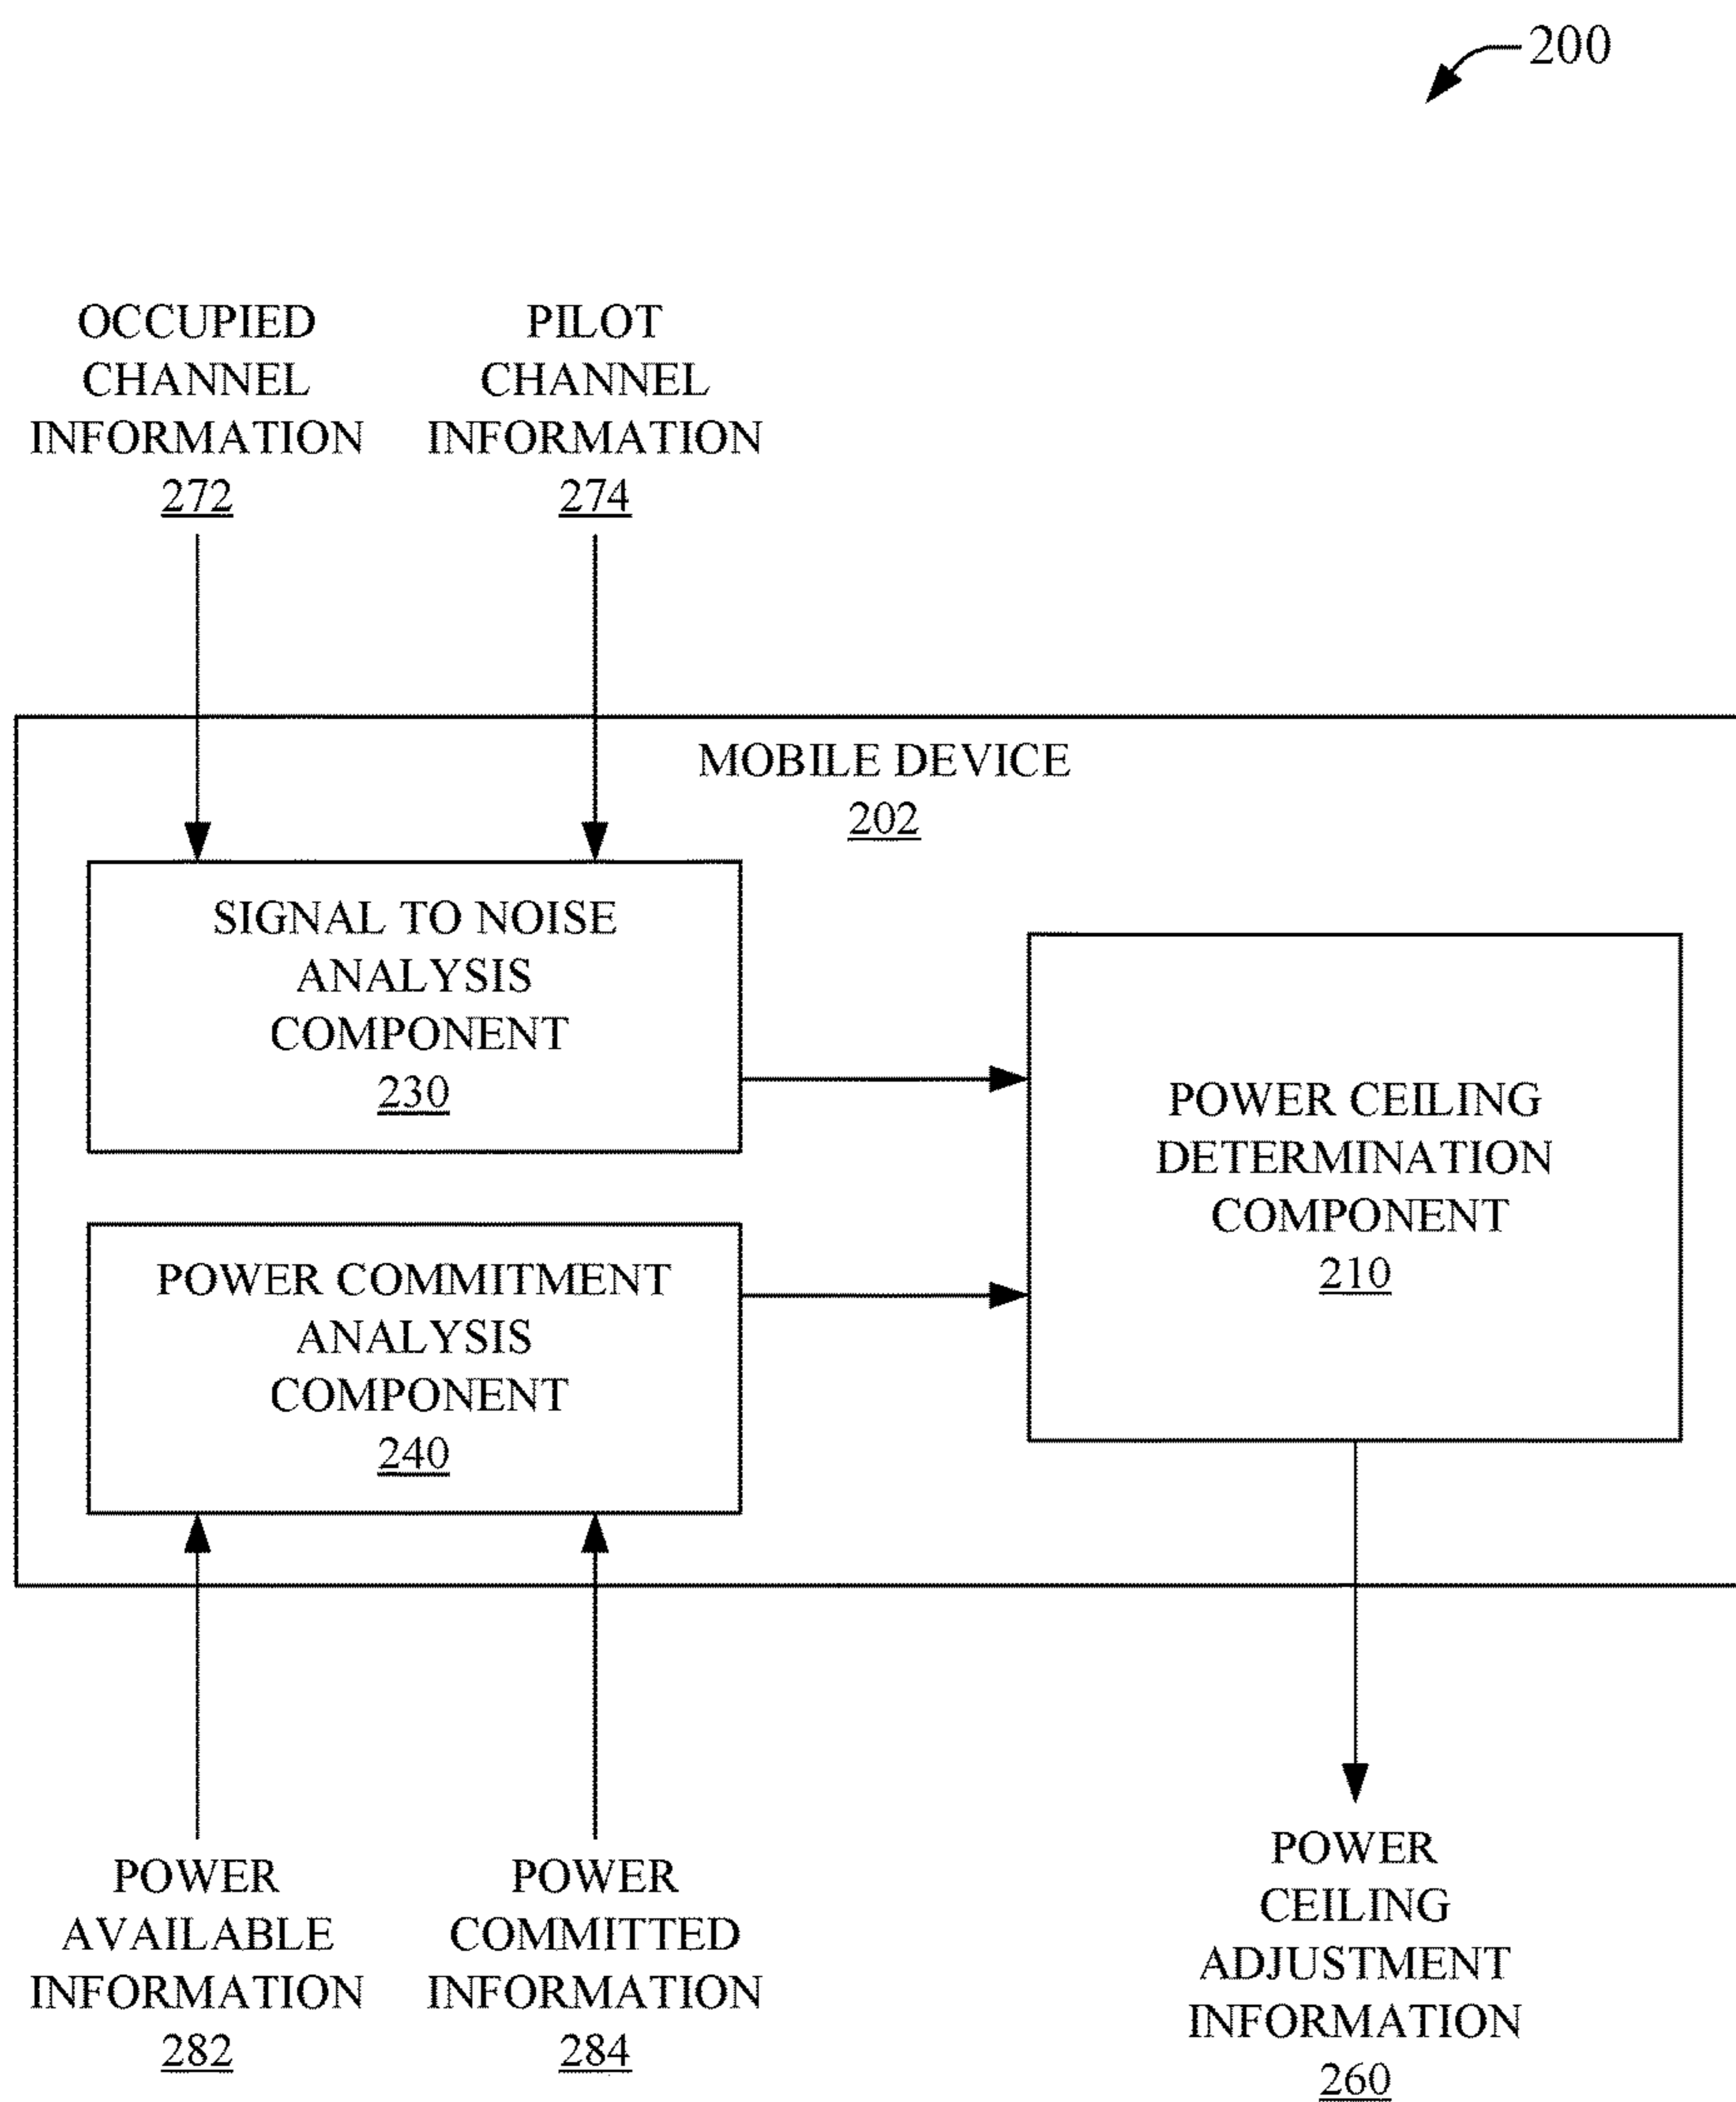 200
OCCUPIED
CHANNEL
INFORMATION
272
PILOT
CHANNEL
INFORMATION
274
MOBILE DEVICE
202
SIGNAL TO NOISE
ANALYSIS
COMPONENT
230
POWER CEILING
DETERMINATION
COMPONENT
210
POWER COMMITMENT
ANALYSIS
COMPONENT
240
POWER
AVAILABLE
INFORMATION
282
POWER
COMMITTED
INFORMATION
284
POWER
CEILING
ADJUSTMENT
INFORMATION
260